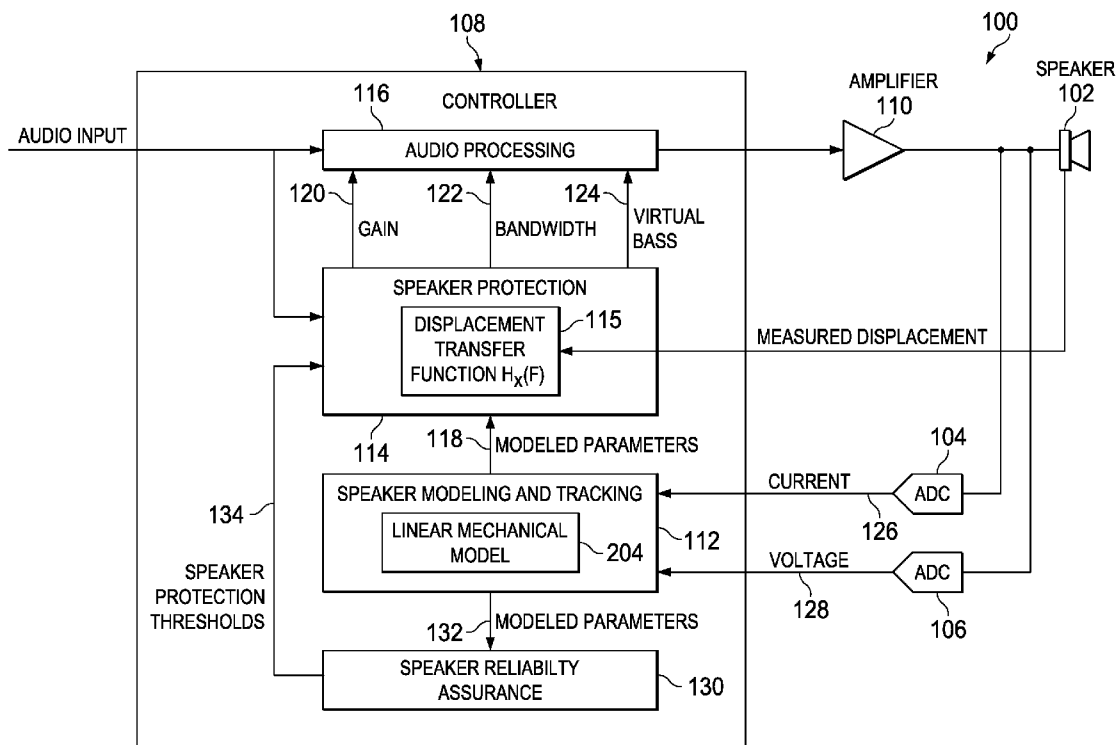 108
100
CONTROLLER
AMPLIFIER
110
SPEAKER
102
116
AUDIO INPUT
AUDIO PROCESSING
120
122
124
GAIN
BANDWIDTH
VIRTUAL
BASS
SPEAKER PROTECTION
DISPLACEMENT
TRANSFER
FUNCTION HX(F)
115
MEASURED DISPLACEMENT
114
118
MODELED PARAMETERS
104
CURRENT
ADC
126
SPEAKER MODELING AND TRACKING
LINEAR MECHANICAL
MODEL
204
112
134
VOLTAGE
ADC
128
106
SPEAKER
PROTECTION
THRESHOLDS
132
MODELED PARAMETERS
SPEAKER RELIABILTY
ASSURANCE
130